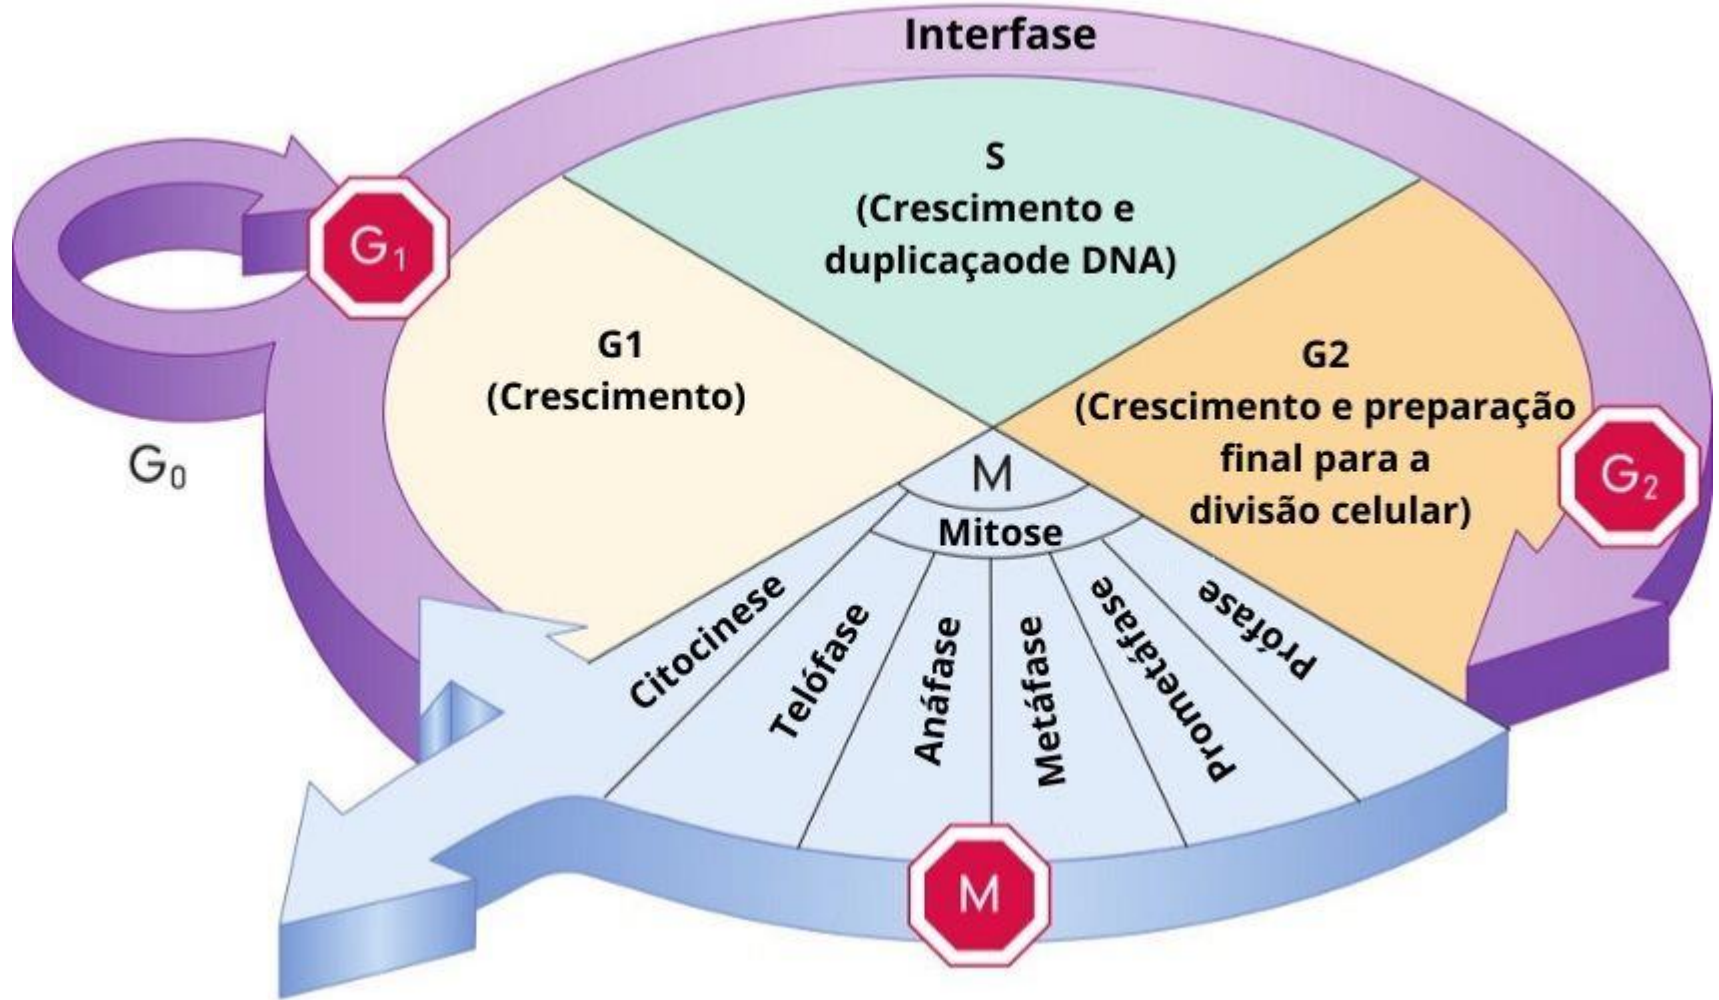 Interfase
S
(Crescimento e
duplicaçaode DNA)
G₁
G1
(Crescimento)
G2
(Crescimento e preparação
final para a
divisão celular)
G₂
G₀
M
Mitose
Citocinese
Telófase
Anáfase
Metáfase
Prometáfase
Prófase
M